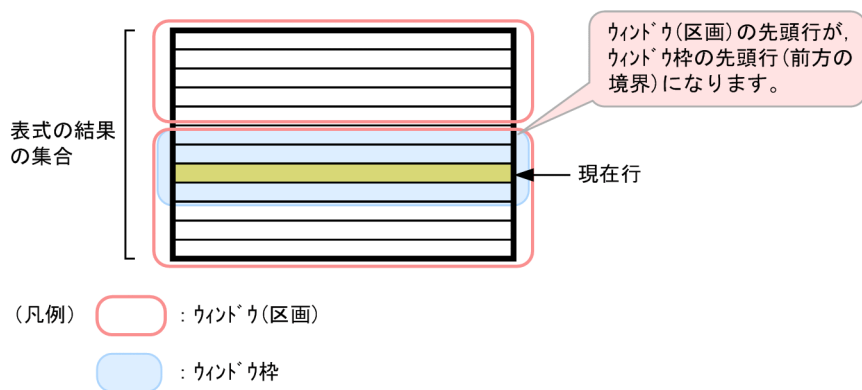 ウィンドウ(区画)の先頭行が，
ウィンドウ枠の先頭行(前方の
境界)になります。
表式の結果
の集合
現在行
(凡例)
：ウィンドウ(区画)
：ウィンドウ枠